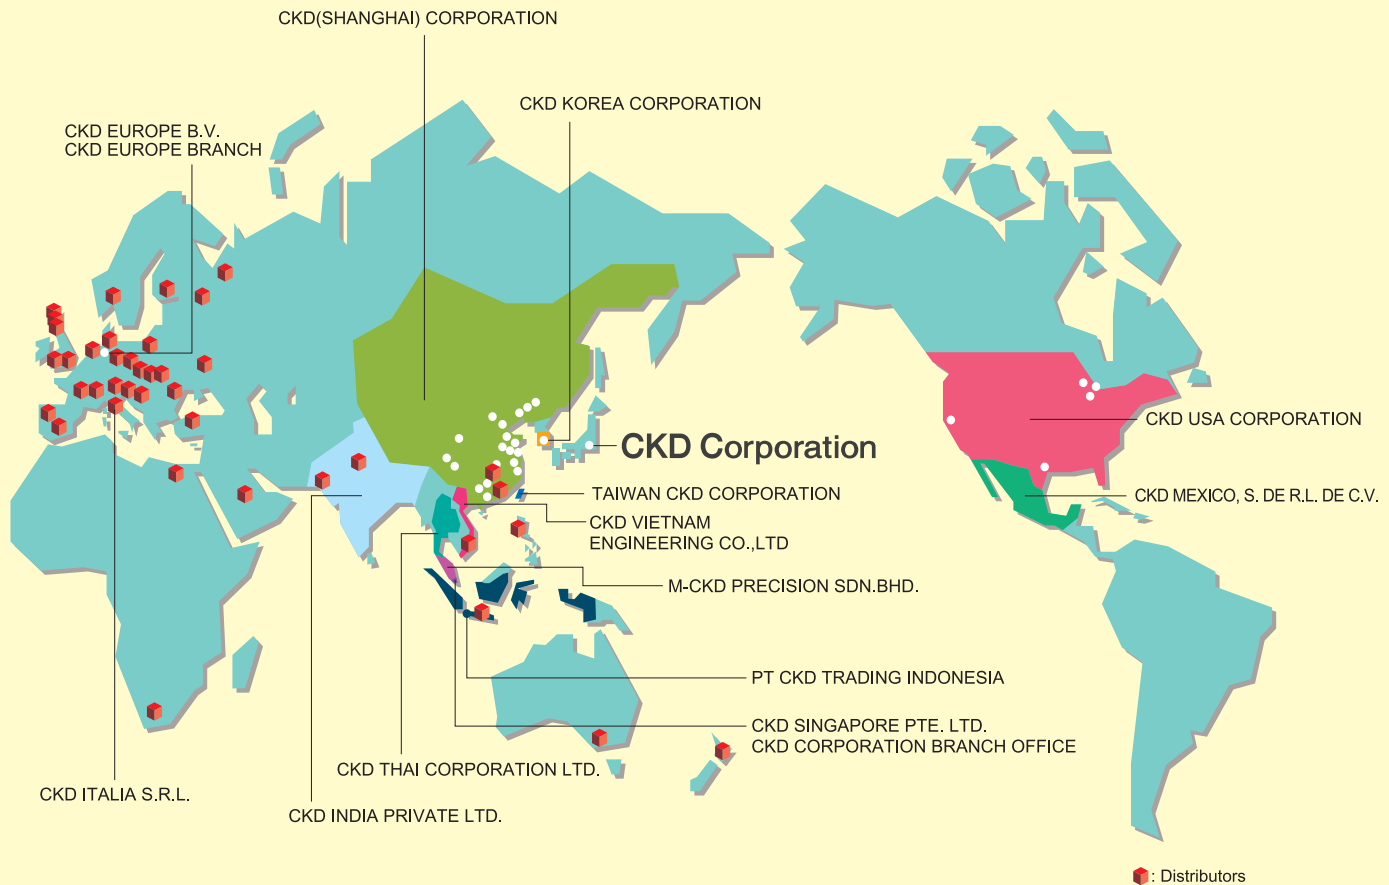 CKD(SHANGHAI) CORPORATION
CKD KOREA CORPORATION
CKD EUROPE B.V.
CKD EUROPE BRANCH
CKD USA CORPORATION
CKD Corporation
TAIWAN CKD CORPORATION
CKD MEXICO, S. DE R.L. DE C.V.
CKD VIETNAM
ENGINEERING CO.,LTD
M-CKD PRECISION SDN.BHD.
PT CKD TRADING INDONESIA
CKD SINGAPORE PTE. LTD.
CKD CORPORATION BRANCH OFFICE
CKD THAI CORPORATION LTD.
CKD ITALIA S.R.L.
CKD INDIA PRIVATE LTD.
: Distributors